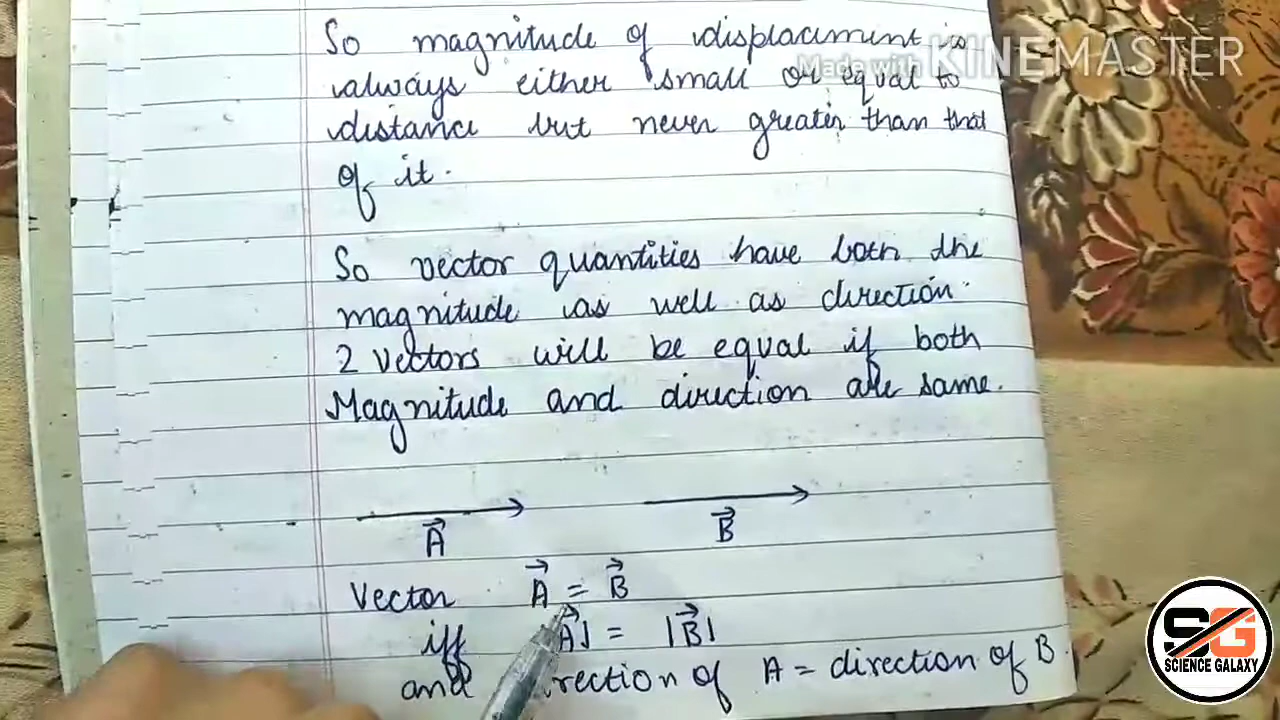 So magnitude of displacement is
always either small or equal to
distance but never greater than that
of it.
So vector quantities have both the
magnitude as well as direction.
2 vectors will be equal if both
Magnitude and direction are same.
A⃗ B⃗
Vector A⃗ = B⃗
iff A⃗| = |B⃗|
and rection of A = direction of B.
Made with KINEMASTER
SG
SCIENCE GALAXY